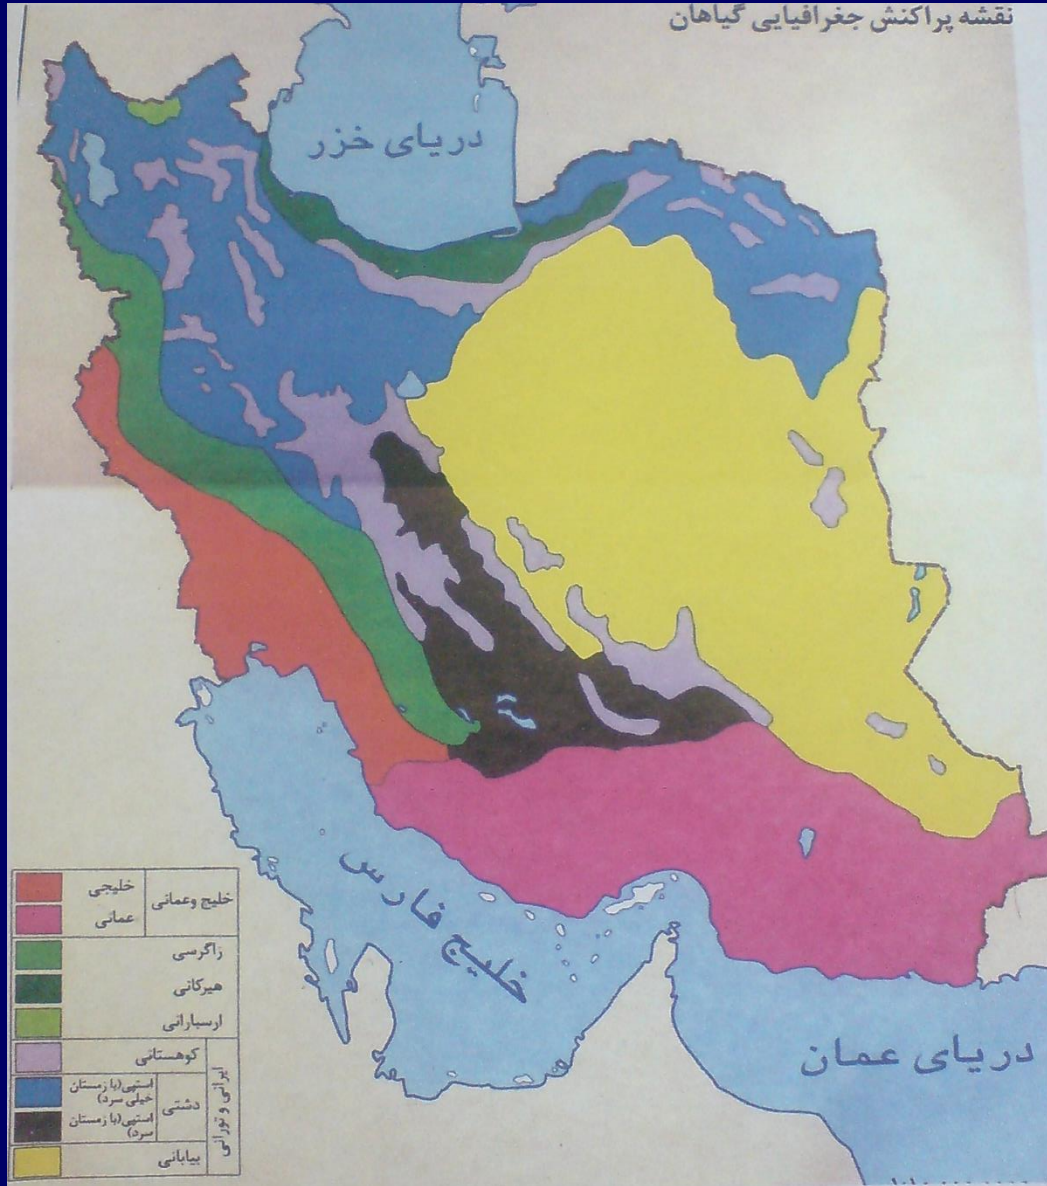 نقشه پراکنش جغرافیایی گیاهان
دریای خزر
خلیج فارس
دریای عمان
خلیج وعمانی
خلیجی
عمانی
زاگرسی
هیرکانی
ارسبارانی
ایرانی و تورانی
کوهستانی
دشتی
استپی(با زمستان
خیلی سرد)
استپی(با زمستان
سرد)
بیابانی